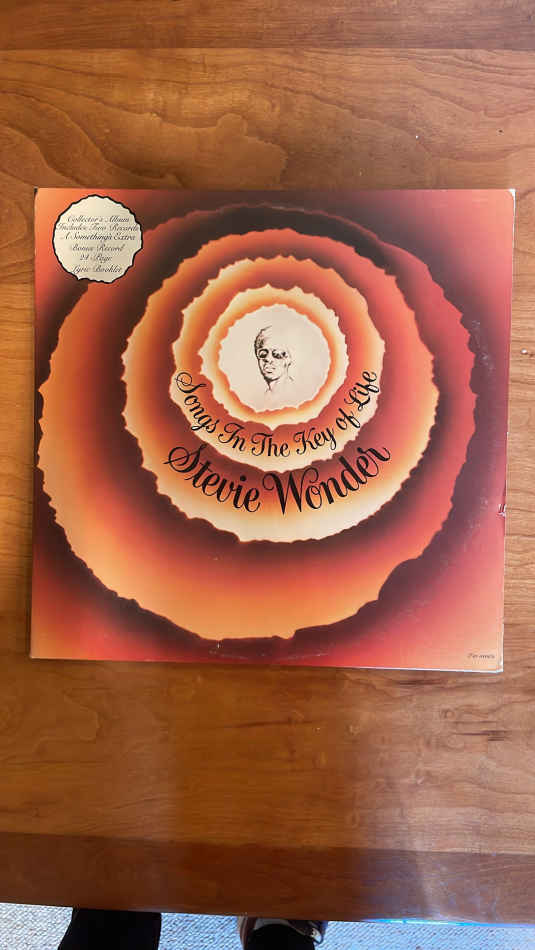 Collector's Album
Includes Two Records
A Something's Extra
Bonus Record
24 Page
Lyric Booklet
Songs In The Key of Life
Stevie Wonder